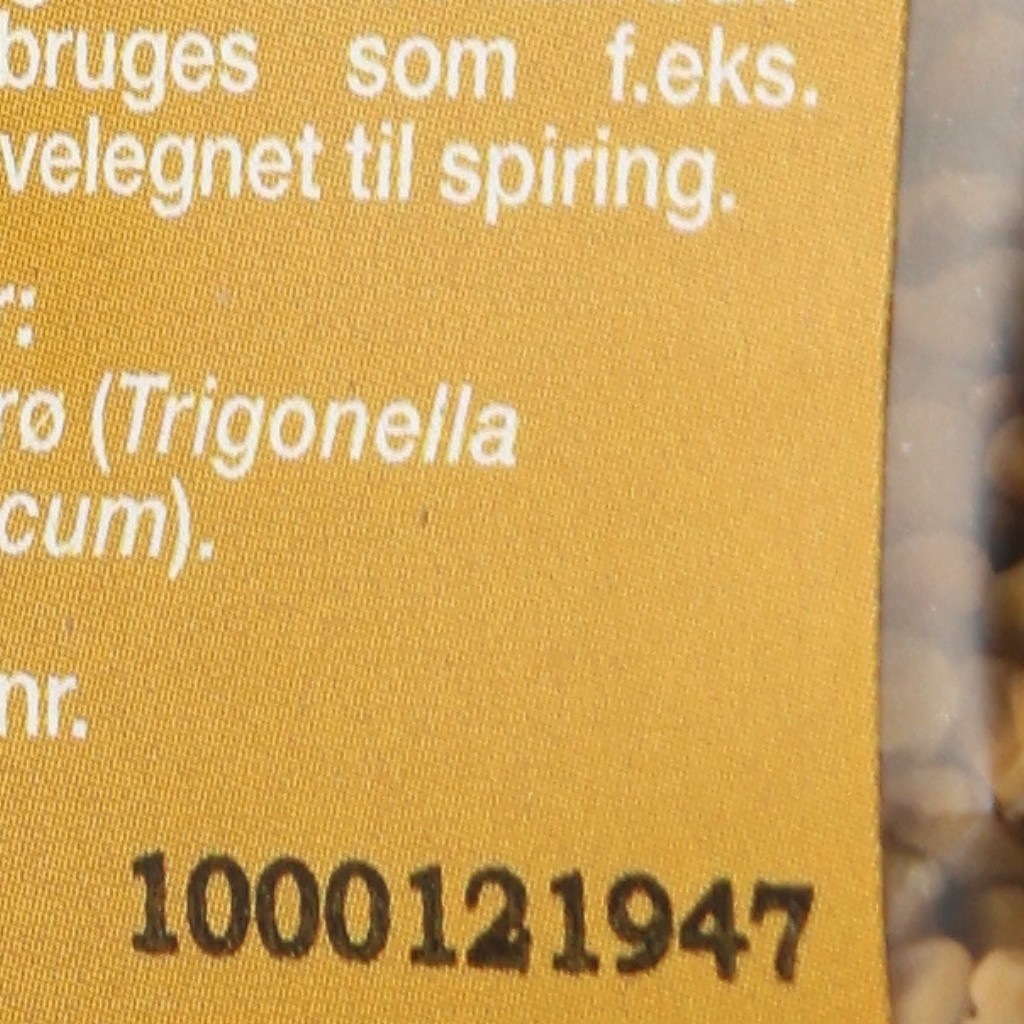 bruges som f.eks.
velegnet til spiring.
r:
rø (Trigonella
cum).
nr.
1000121947